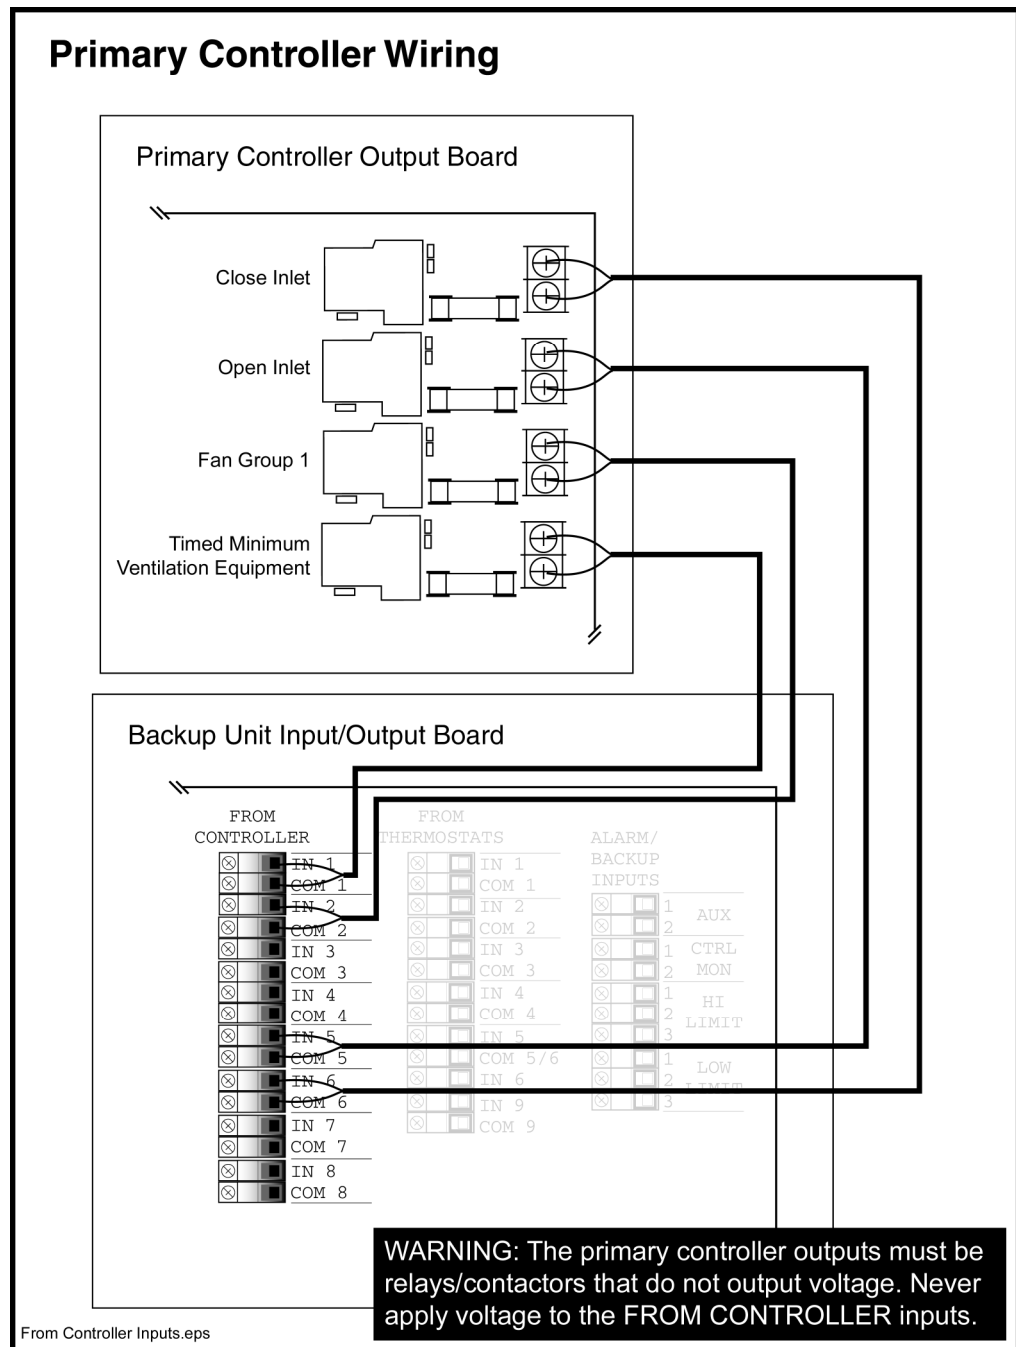 Primary Controller Wiring
Primary Controller Output Board
Close Inlet
Open Inlet
Fan Group 1
Timed Minimum
Ventilation Equipment
Backup Unit Input/Output Board
FROM
CONTROLLER
IN 1
COM 1
IN 2
COM 2
IN 3
COM 3
IN 4
COM 4
IN 5
COM 5
IN 6
COM 6
IN 7
COM 7
IN 8
COM 8
FROM
THERMOSTATS
IN 1
COM 1
IN 2
COM 2
IN 3
COM 3
IN 4
COM 4
IN 5
COM 5/6
IN 6
IN 9
COM 9
ALARM/
BACKUP
INPUTS
1
AUX
2
1
CTRL
MON
2
1
HI
2
LIMIT
3
1
LOW
2
LIMIT
3
WARNING: The primary controller outputs must be
relays/contactors that do not output voltage. Never
apply voltage to the FROM CONTROLLER inputs.
From Controller Inputs.eps